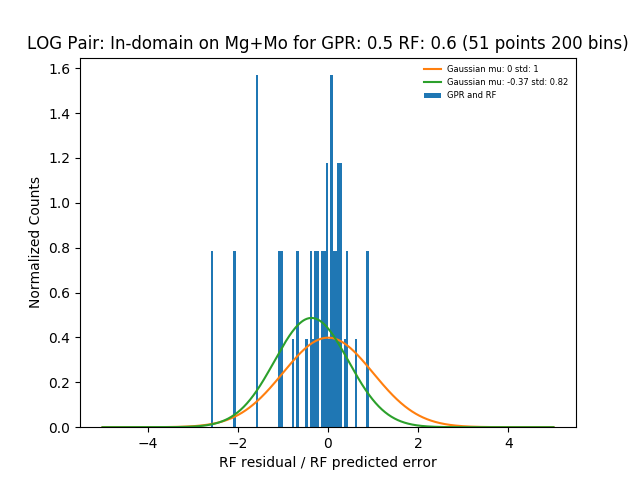 LOG Pair: In-domain on Mg+Mo for GPR: 0.5 RF: 0.6 (51 points 200 bins)
Gaussian mu: 0 std: 1
Gaussian mu: -0.37 std: 0.82
GPR and RF
Normalized Counts
1.6
1.4
1.2
1.0
0.8
0.6
0.4
0.2
0.0
−4
−2
0
2
4
RF residual / RF predicted error